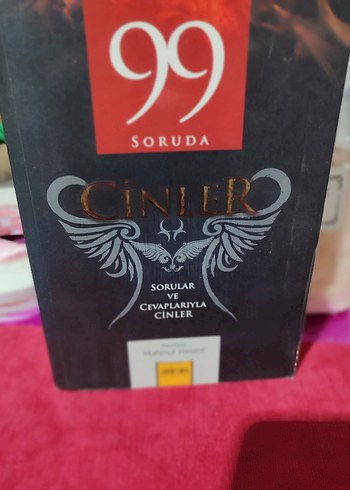 99
SORUDA
CİNLER
SORULAR
VE
CEVAPLARIYLA
CİNLER